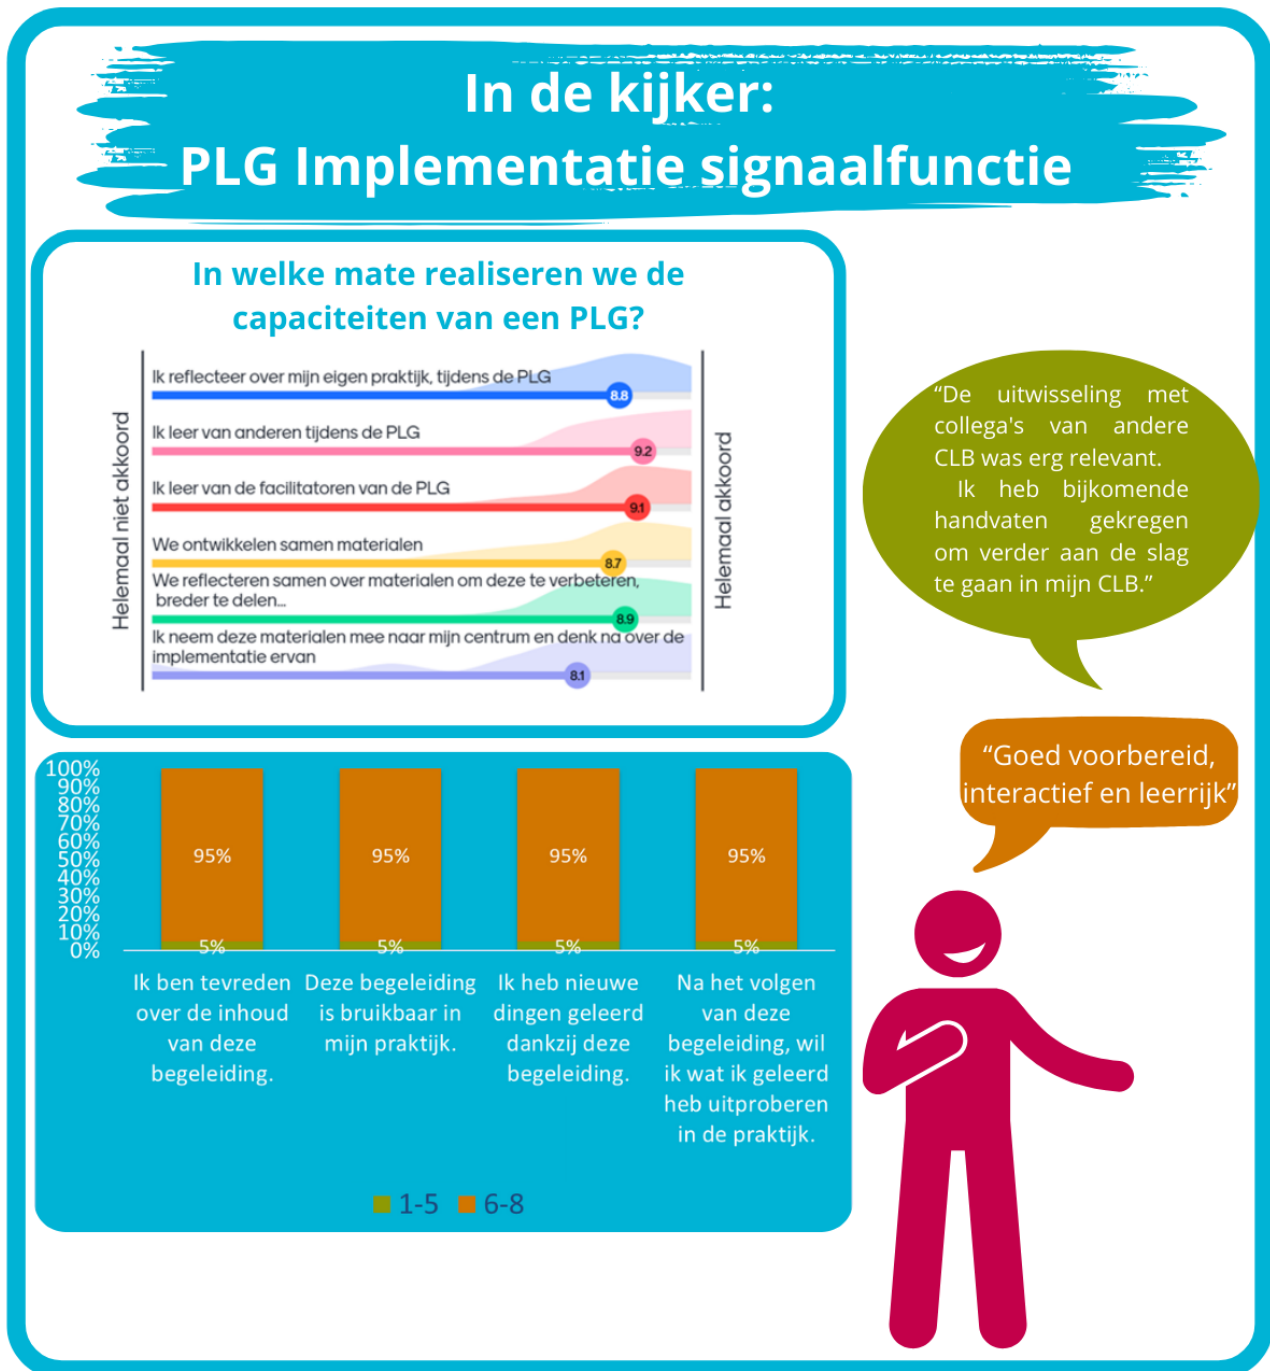 In de kijker:
PLG Implementatie signaalfunctie
In welke mate realiseren we de
capaciteiten van een PLG?
Helemaal niet akkoord
Ik reflecteer over mijn eigen praktijk, tijdens de PLG
8.8
Ik leer van anderen tijdens de PLG
9.2
Ik leer van de facilitatoren van de PLG
9.1
We ontwikkelen samen materialen
8.7
We reflecteren samen over materialen om deze te verbeteren,
breder te delen...
8.9
Ik neem deze materialen mee naar mijn centrum en denk na over de
implementatie ervan
8.1
Helemaal akkoord
“De uitwisseling met
collega's van andere
CLB was erg relevant.
Ik heb bijkomende
handvaten gekregen
om verder aan de slag
te gaan in mijn CLB.”
“Goed voorbereid,
interactief en leerrijk”
100%
90%
80%
70%
60%
50%
40%
30%
20%
10%
0%
95% 95% 95% 95%
5% 5% 5% 5%
Ik ben tevreden
over de inhoud
van deze
begeleiding.
Deze begeleiding
is bruikbaar in
mijn praktijk.
Ik heb nieuwe
dingen geleerd
dankzij deze
begeleiding.
Na het volgen
van deze
begeleiding, wil
ik wat ik geleerd
heb uitproberen
in de praktijk.
1-5 6-8